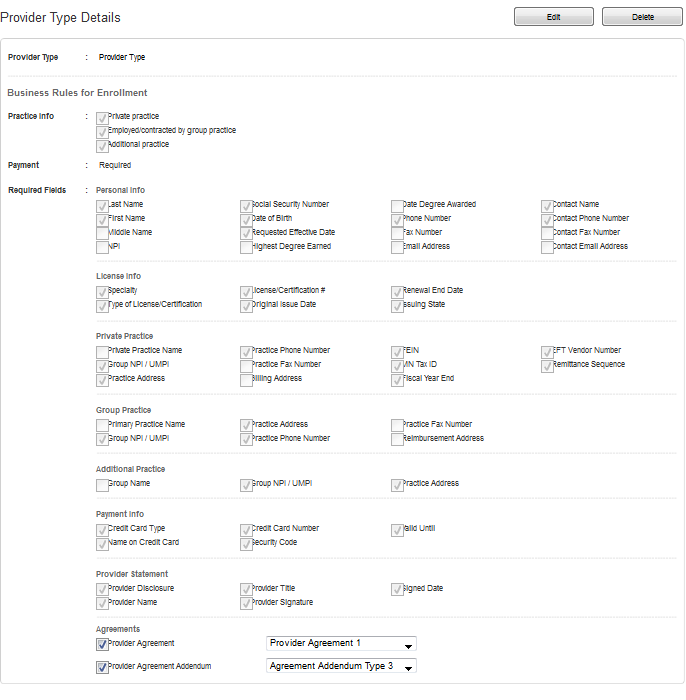 Provider Type Details
Edit
Delete
Provider Type : Provider Type
Business Rules for Enrollment
Practice Info : Private practice
Employed/contracted by group practice
Additional practice
Payment : Required
Required Fields : Personal Info
Last Name Social Security Number Date Degree Awarded Contact Name
First Name Date of Birth Phone Number Contact Phone Number
Middle Name Requested Effective Date Fax Number Contact Fax Number
NPI Highest Degree Earned Email Address Contact Email Address
License Info
Specialty License/Certification # Renewal End Date
Type of License/Certification Original Issue Date Issuing State
Private Practice
Private Practice Name Practice Phone Number FEIN EFT Vendor Number
Group NPI / UMPI Practice Fax Number MN Tax ID Remittance Sequence
Practice Address Billing Address Fiscal Year End
Group Practice
Primary Practice Name Practice Address Practice Fax Number
Group NPI / UMPI Practice Phone Number Reimbursement Address
Additional Practice
Group Name Group NPI / UMPI Practice Address
Payment Info
Credit Card Type Credit Card Number Valid Until
Name on Credit Card Security Code
Provider Statement
Provider Disclosure Provider Title Signed Date
Provider Name Provider Signature
Agreements
Provider Agreement Provider Agreement 1
Provider Agreement Addendum Agreement Addendum Type 3